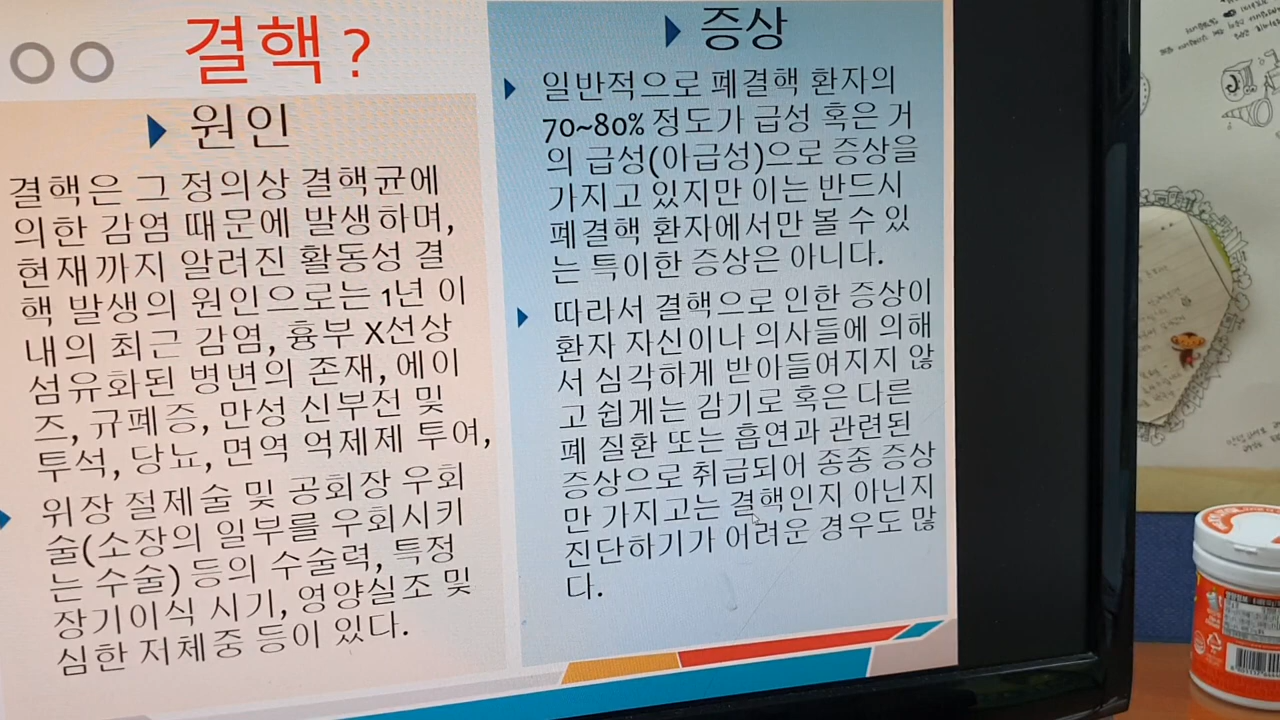 결핵?
원인
결핵은 그 정의상 결핵균에
의한 감염 때문에 발생하며,
현재까지 알려진 활동성 결
핵 발생의 원인으로는 1년 이
내의 최근 감염, 흉부 X선상
섬유화된 병변의 존재, 에이
즈, 규폐증, 만성 신부전 및
투석, 당뇨, 면역 억제제 투여,
위장 절제술 및 공회장 우회
술(소장의 일부를 우회시키
는 수술) 등의 수술력, 특정
장기이식 시기, 영양실조 및
심한 저체중 등이 있다.
증상
일반적으로 폐결핵 환자의
70~80% 정도가 급성 혹은 거
의 급성(아급성)으로 증상을
가지고 있지만 이는 반드시
폐결핵 환자에서만 볼 수 있
는 특이한 증상은 아니다.
따라서 결핵으로 인한 증상이
환자 자신이나 의사들에 의해
서 심각하게 받아들여지지 않
고 쉽게는 감기로 혹은 다른
폐 질환 또는 흡연과 관련된
증상으로 취급되어 종종 증상
만 가지고는 결핵인지 아닌지
진단하기가 어려운 경우도 많
다.